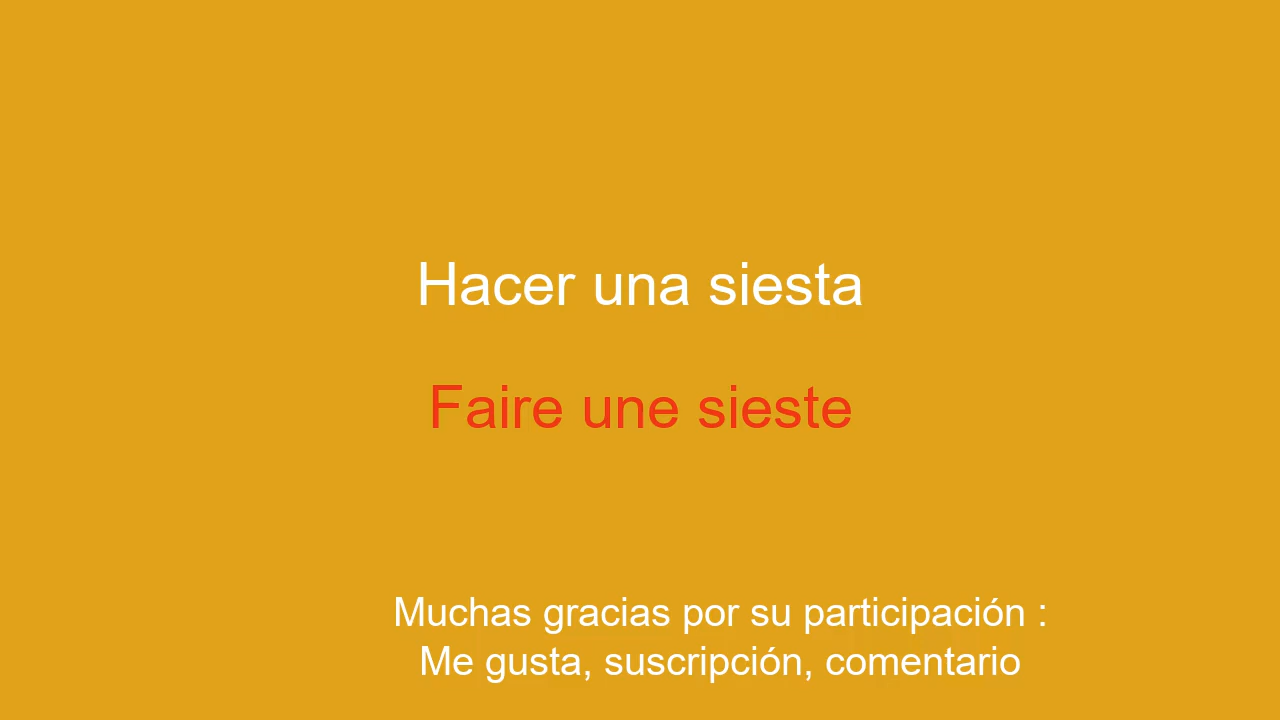 Hacer una siesta
Faire une sieste
Muchas gracias por su participación :
Me gusta, suscripción, comentario